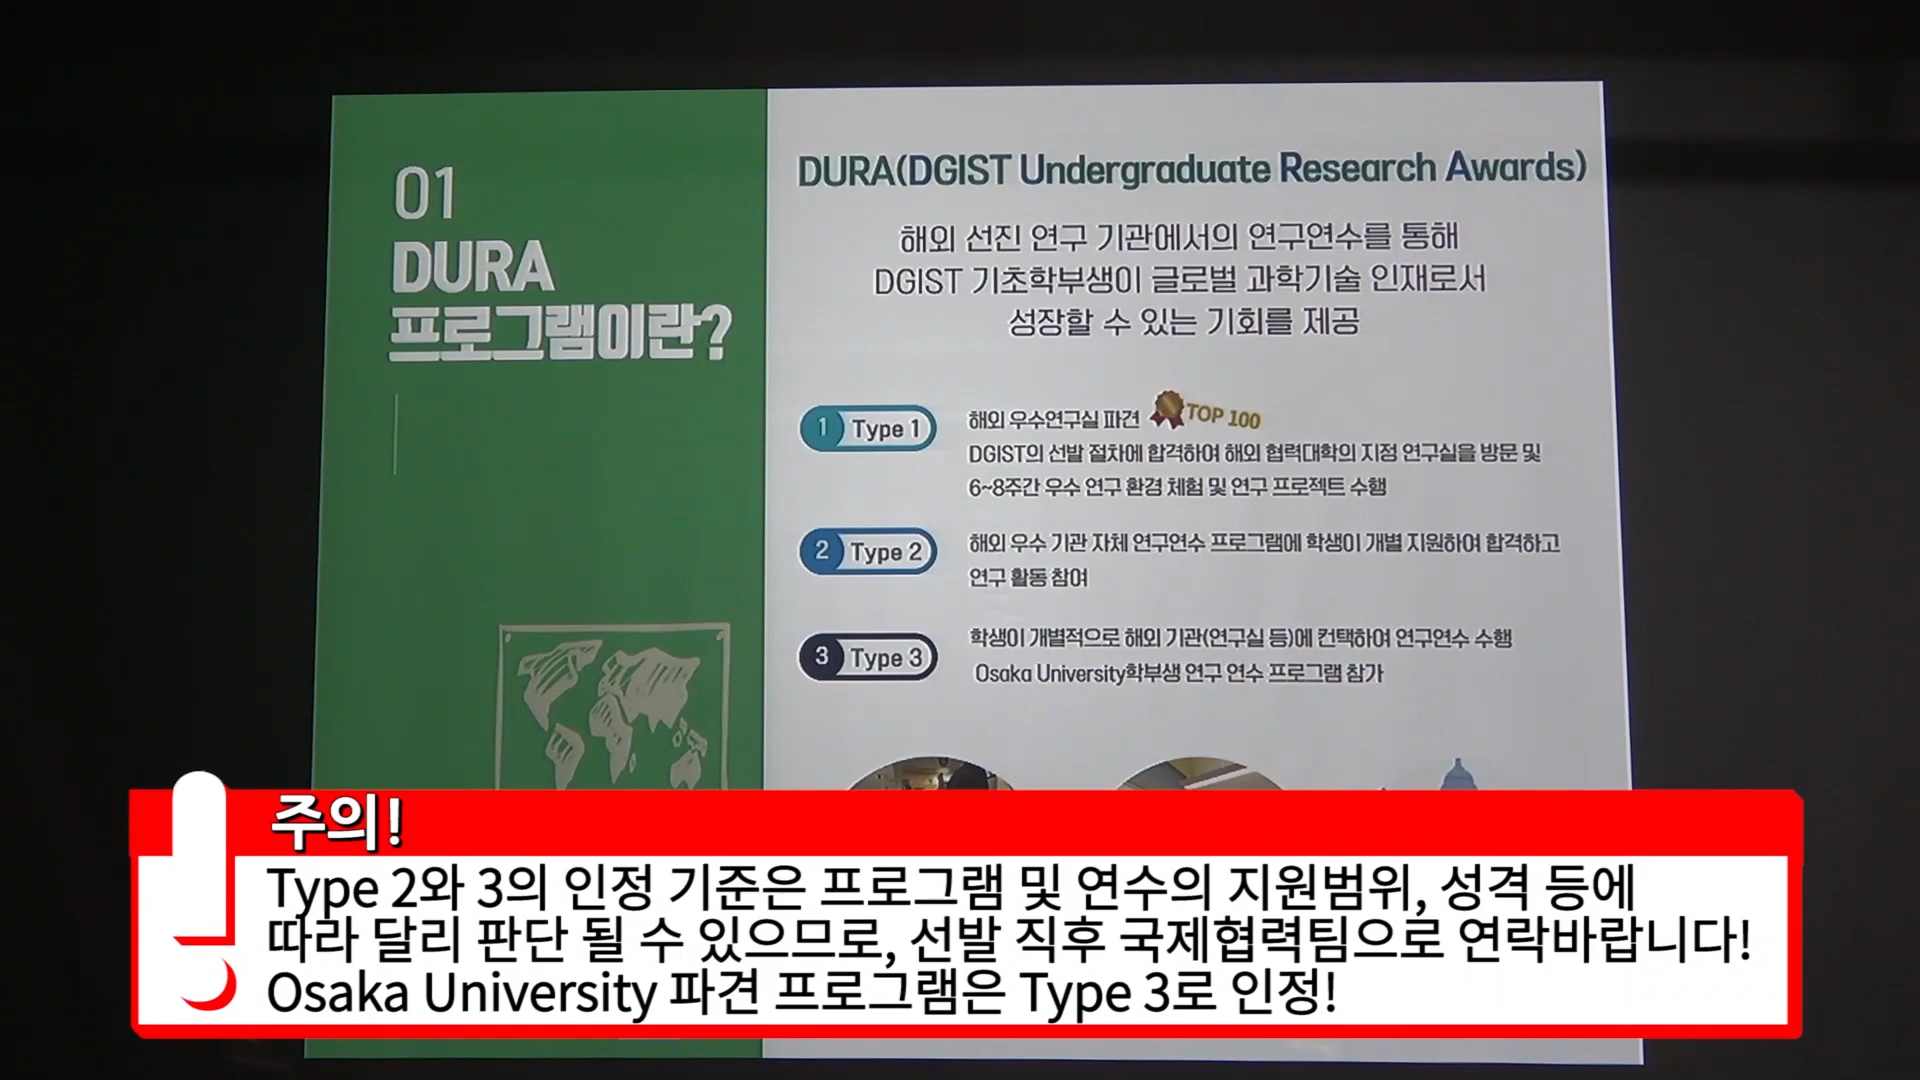 01
DURA
프로그램이란?
DURA(DGIST Undergraduate Research Awards)
해외 선진 연구 기관에서의 연구연수를 통해
DGIST 기초학부생이 글로벌 과학기술 인재로서
성장할 수 있는 기회를 제공
1 Type 1
해외 우수연구실 파견 TOP 100
DGIST의 선발 절차에 합격하여 해외 협력대학의 지정 연구실을 방문 및
6~8주간 우수 연구 환경 체험 및 연구 프로젝트 수행
2 Type 2
해외 우수 기관 자체 연구연수 프로그램에 학생이 개별 지원하여 합격하고
연구 활동 참여
3 Type 3
학생이 개별적으로 해외 기관(연구실 등)에 컨택하여 연구연수 수행
Osaka University학부생 연구 연수 프로그램 참가
주의!
Type 2와 3의 인정 기준은 프로그램 및 연수의 지원범위, 성격 등에
따라 달리 판단 될 수 있으므로, 선발 직후 국제협력팀으로 연락바랍니다!
Osaka University 파견 프로그램은 Type 3로 인정!